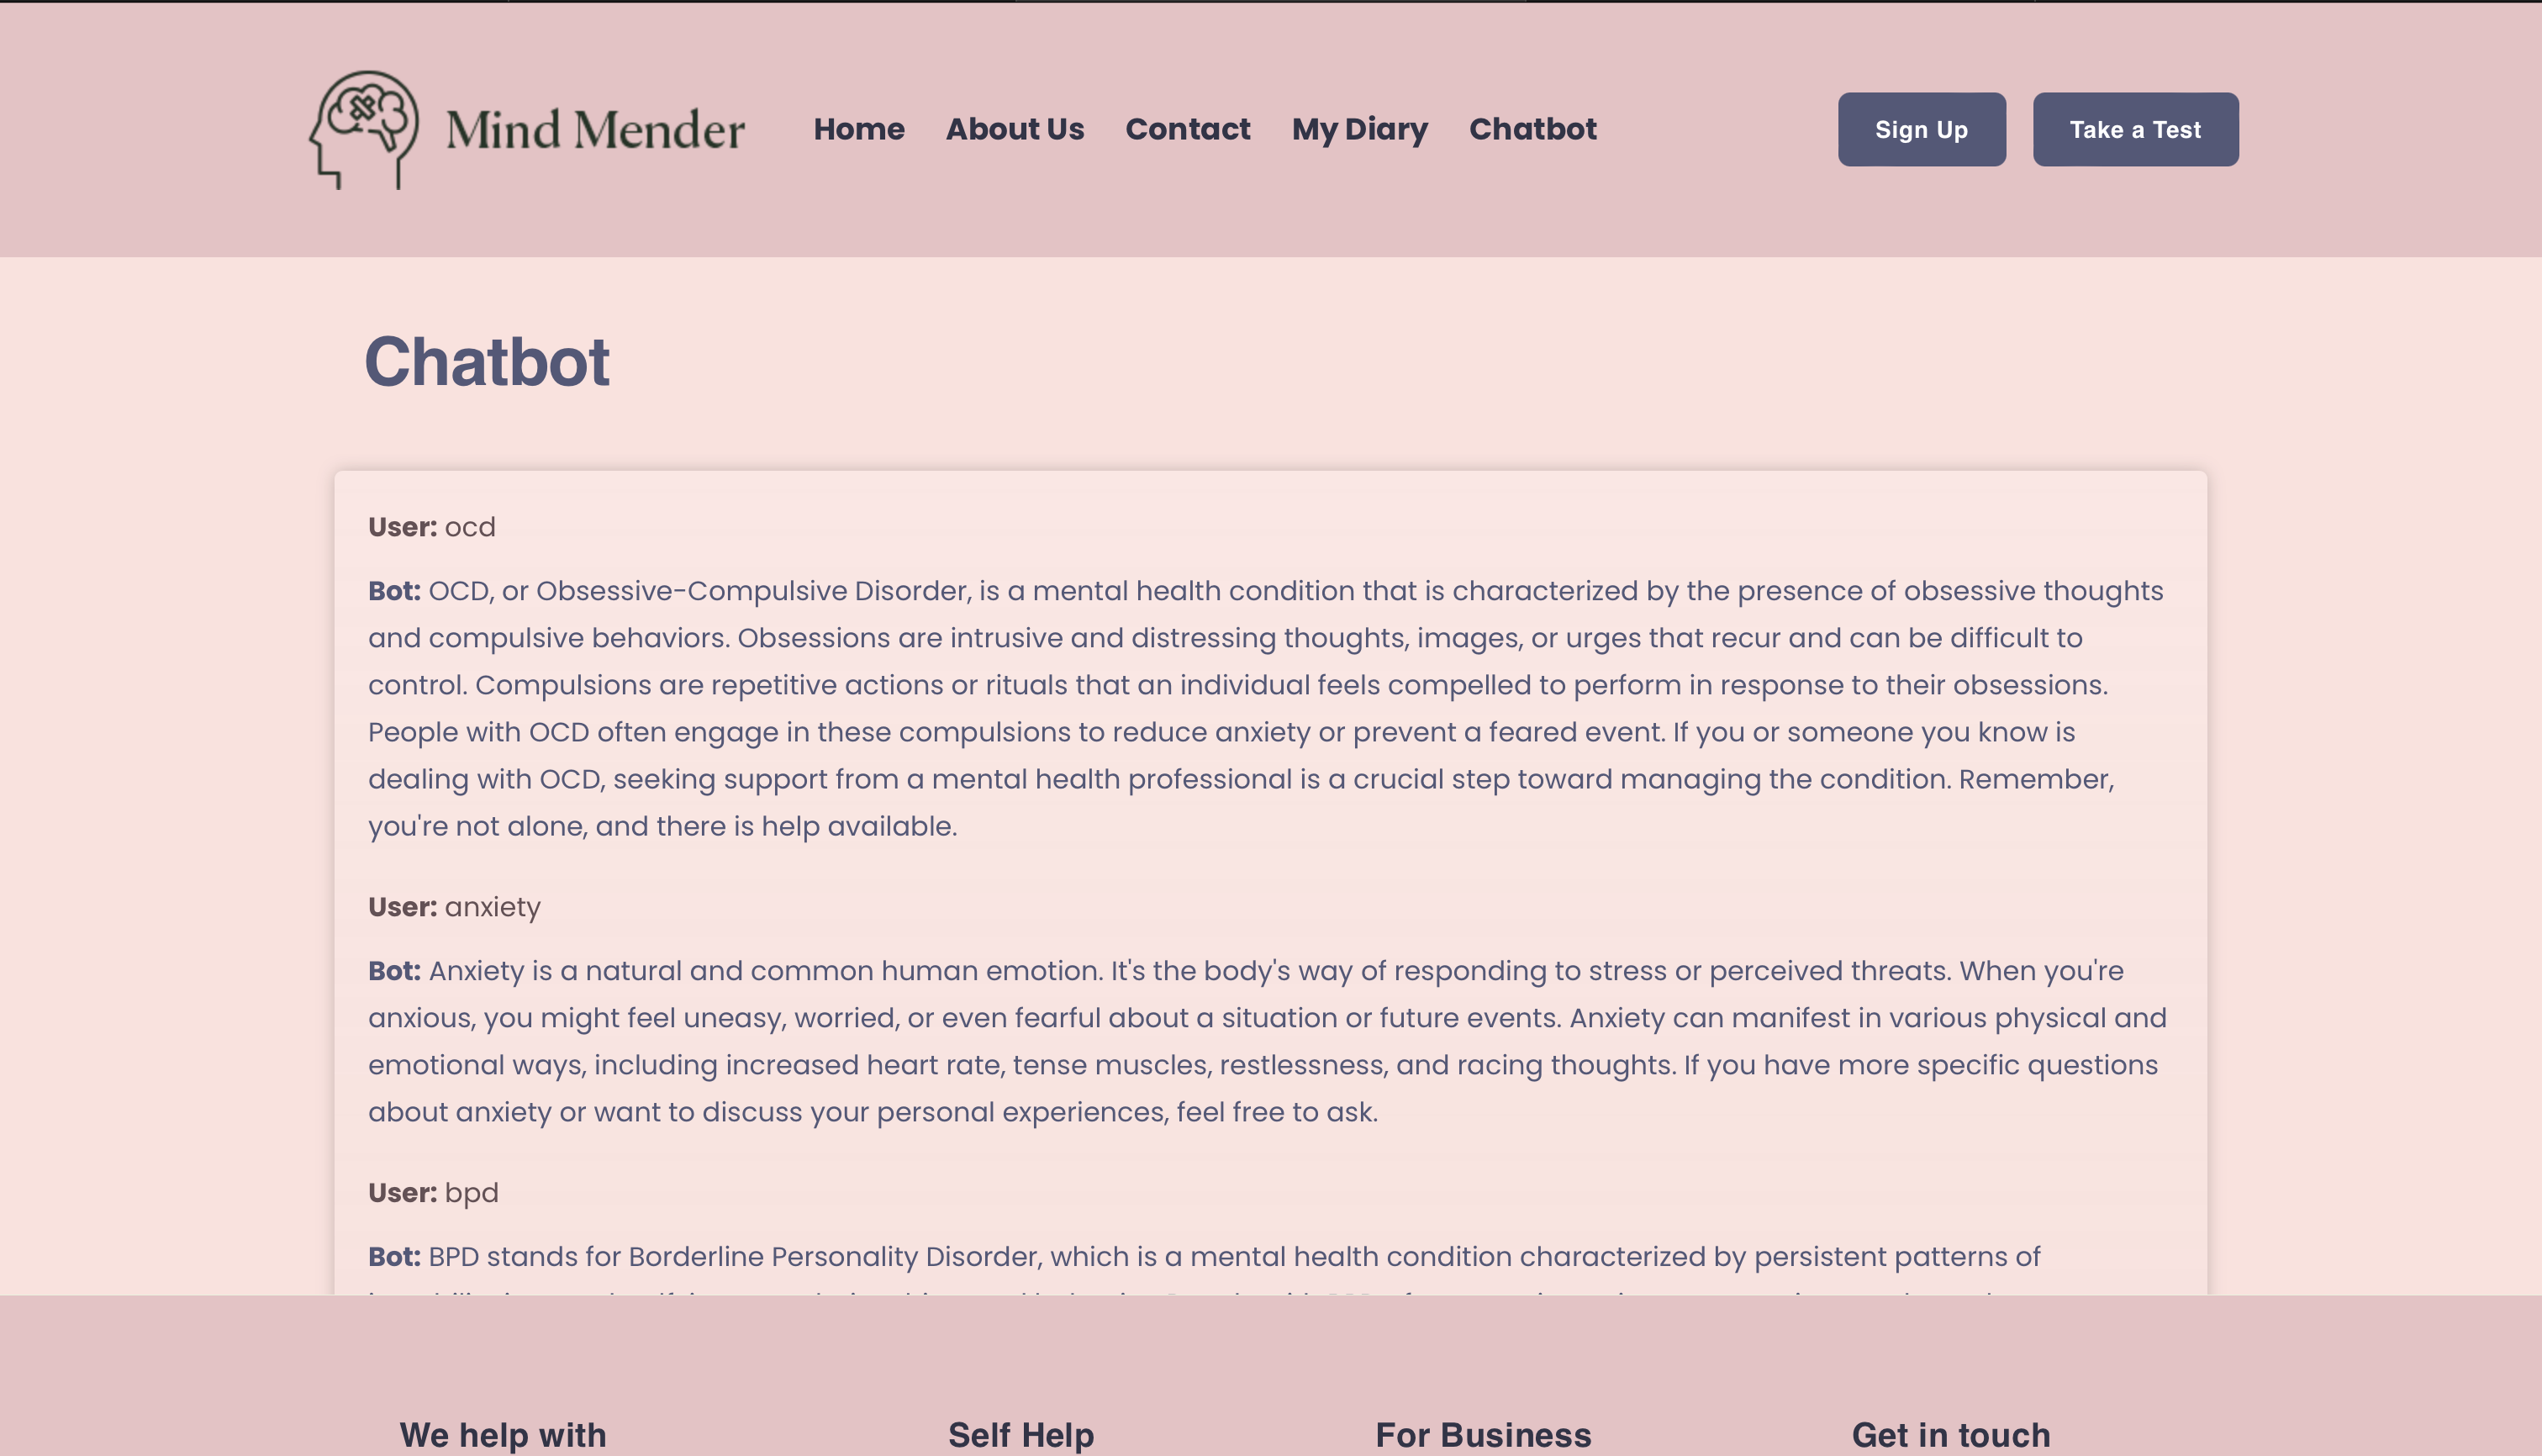 Mind Mender
Home About Us Contact My Diary Chatbot
Sign Up Take a Test
Chatbot
User: ocd
Bot: OCD, or Obsessive-Compulsive Disorder, is a mental health condition that is characterized by the presence of obsessive thoughts
and compulsive behaviors. Obsessions are intrusive and distressing thoughts, images, or urges that recur and can be difficult to
control. Compulsions are repetitive actions or rituals that an individual feels compelled to perform in response to their obsessions.
People with OCD often engage in these compulsions to reduce anxiety or prevent a feared event. If you or someone you know is
dealing with OCD, seeking support from a mental health professional is a crucial step toward managing the condition. Remember,
you're not alone, and there is help available.
User: anxiety
Bot: Anxiety is a natural and common human emotion. It's the body's way of responding to stress or perceived threats. When you're
anxious, you might feel uneasy, worried, or even fearful about a situation or future events. Anxiety can manifest in various physical and
emotional ways, including increased heart rate, tense muscles, restlessness, and racing thoughts. If you have more specific questions
about anxiety or want to discuss your personal experiences, feel free to ask.
User: bpd
Bot: BPD stands for Borderline Personality Disorder, which is a mental health condition characterized by persistent patterns of
We help with Self Help For Business Get in touch